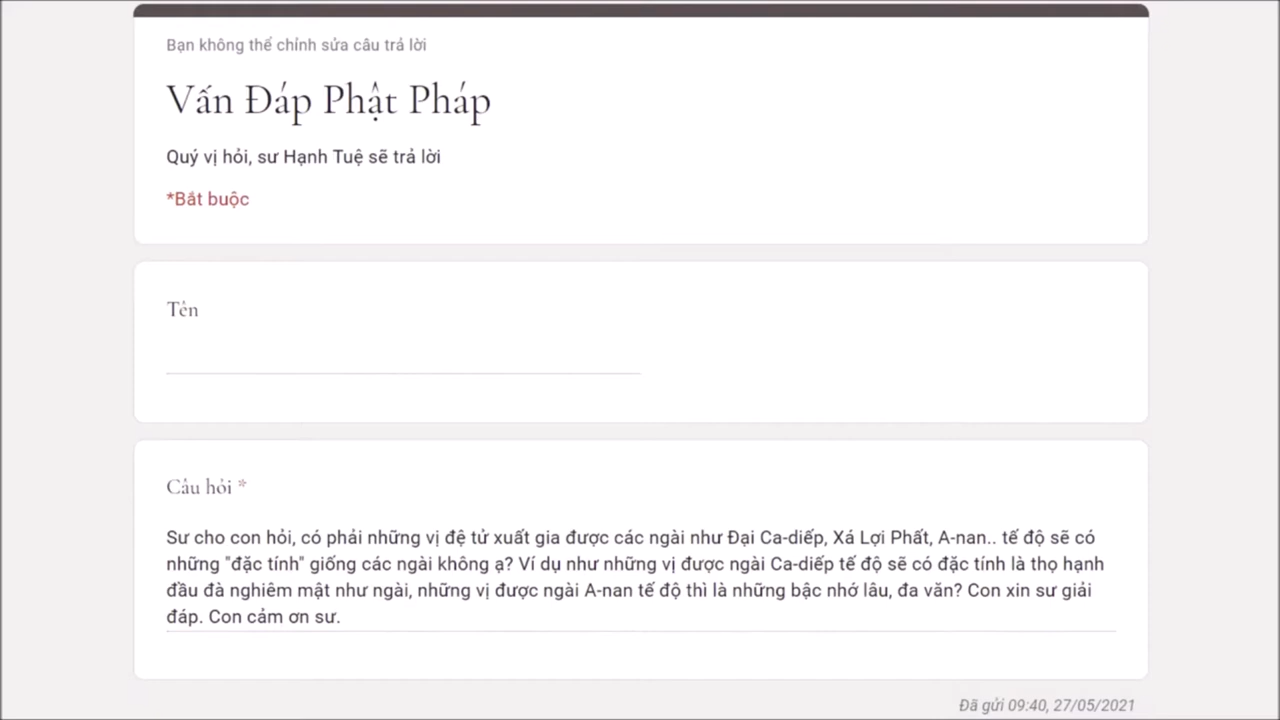 Bạn không thể chỉnh sửa câu trả lời
Vấn Đáp Phật Pháp
Quý vị hỏi, sư Hạnh Tuệ sẽ trả lời
*Bắt buộc
Tên
Câu hỏi *
Sư cho con hỏi, có phải những vị đệ tử xuất gia được các ngài như Đại Ca-diếp, Xá Lợi Phất, A-nan.. tế độ sẽ có
những "đặc tính" giống các ngài không ạ? Ví dụ như những vị được ngài Ca-diếp tế độ sẽ có đặc tính là thọ hạnh
đầu đà nghiêm mật như ngài, những vị được ngài A-nan tế độ thì là những bậc nhớ lâu, đa văn? Con xin sư giải
đáp. Con cảm ơn sư.
Đã gửi 09:40, 27/05/2021